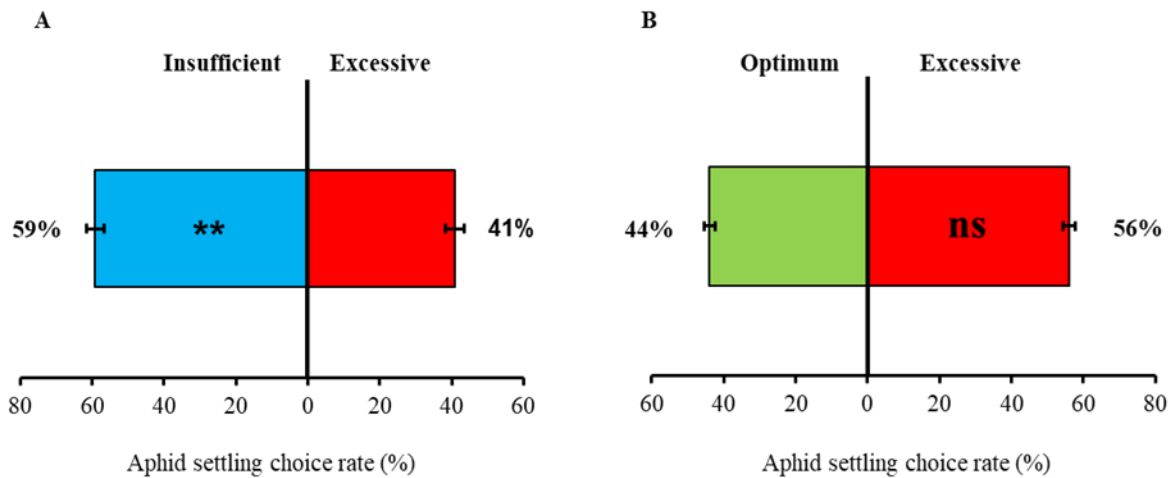 A
B
Insufficient Excessive
Optimum Excessive
59% ** 41%
44% ns 56%
80 60 40 20 0 20 40 60
60 40 20 0 20 40 60 80
Aphid settling choice rate (%)
Aphid settling choice rate (%)